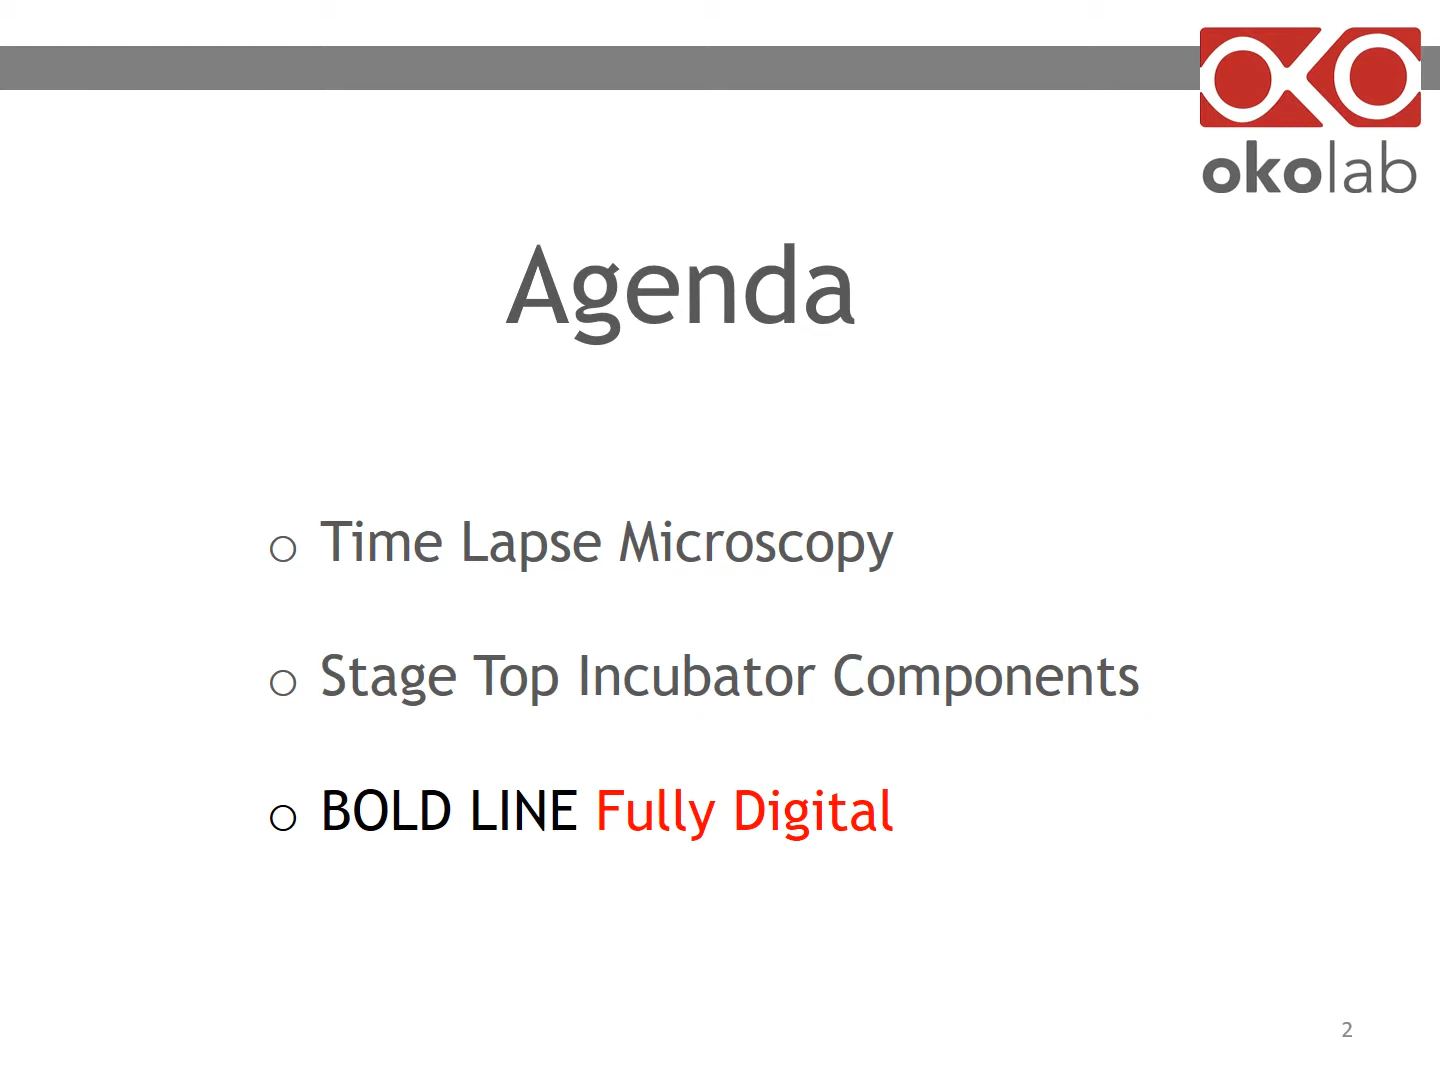 okolab
Agenda
Time Lapse Microscopy
Stage Top Incubator Components
BOLD LINE Fully Digital
2